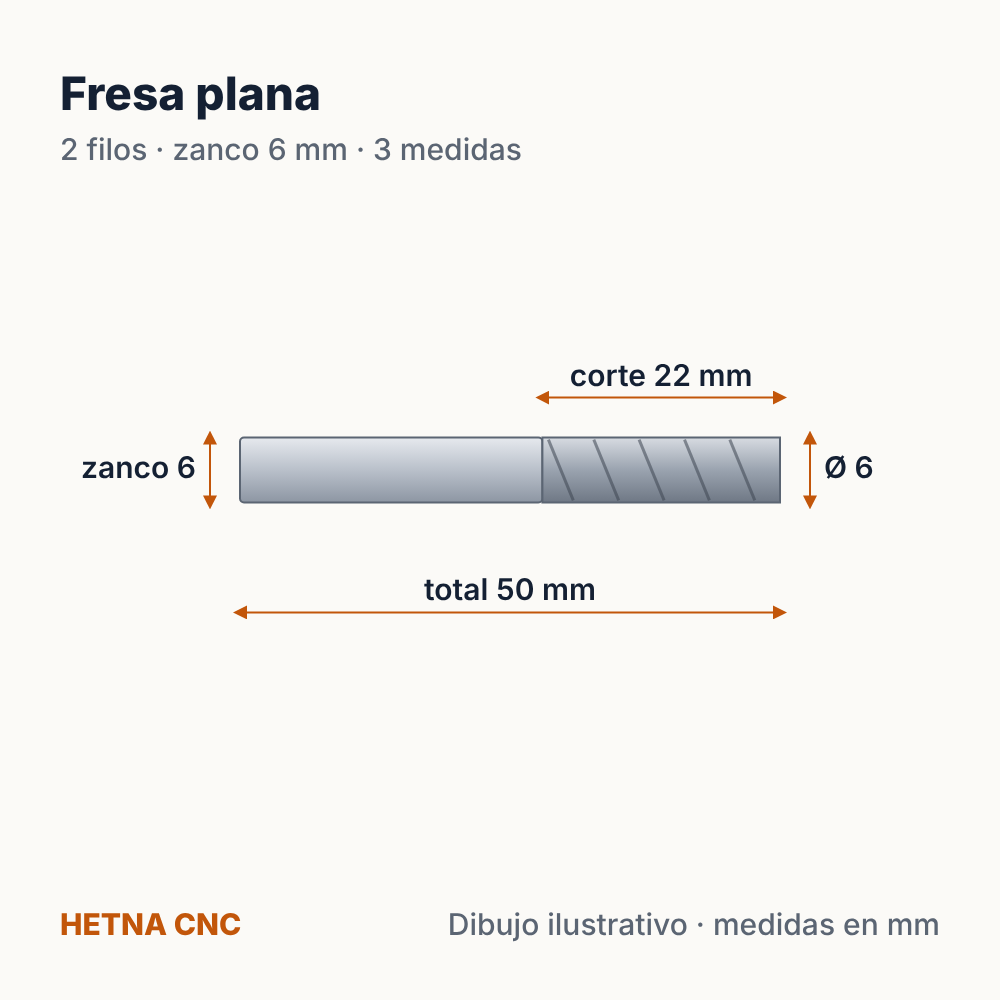 Fresa plana
2 filos · zanco 6 mm · 3 medidas
corte 22 mm
zanco 6
Ø 6
total 50 mm
HETNA CNC
Dibujo ilustrativo · medidas en mm